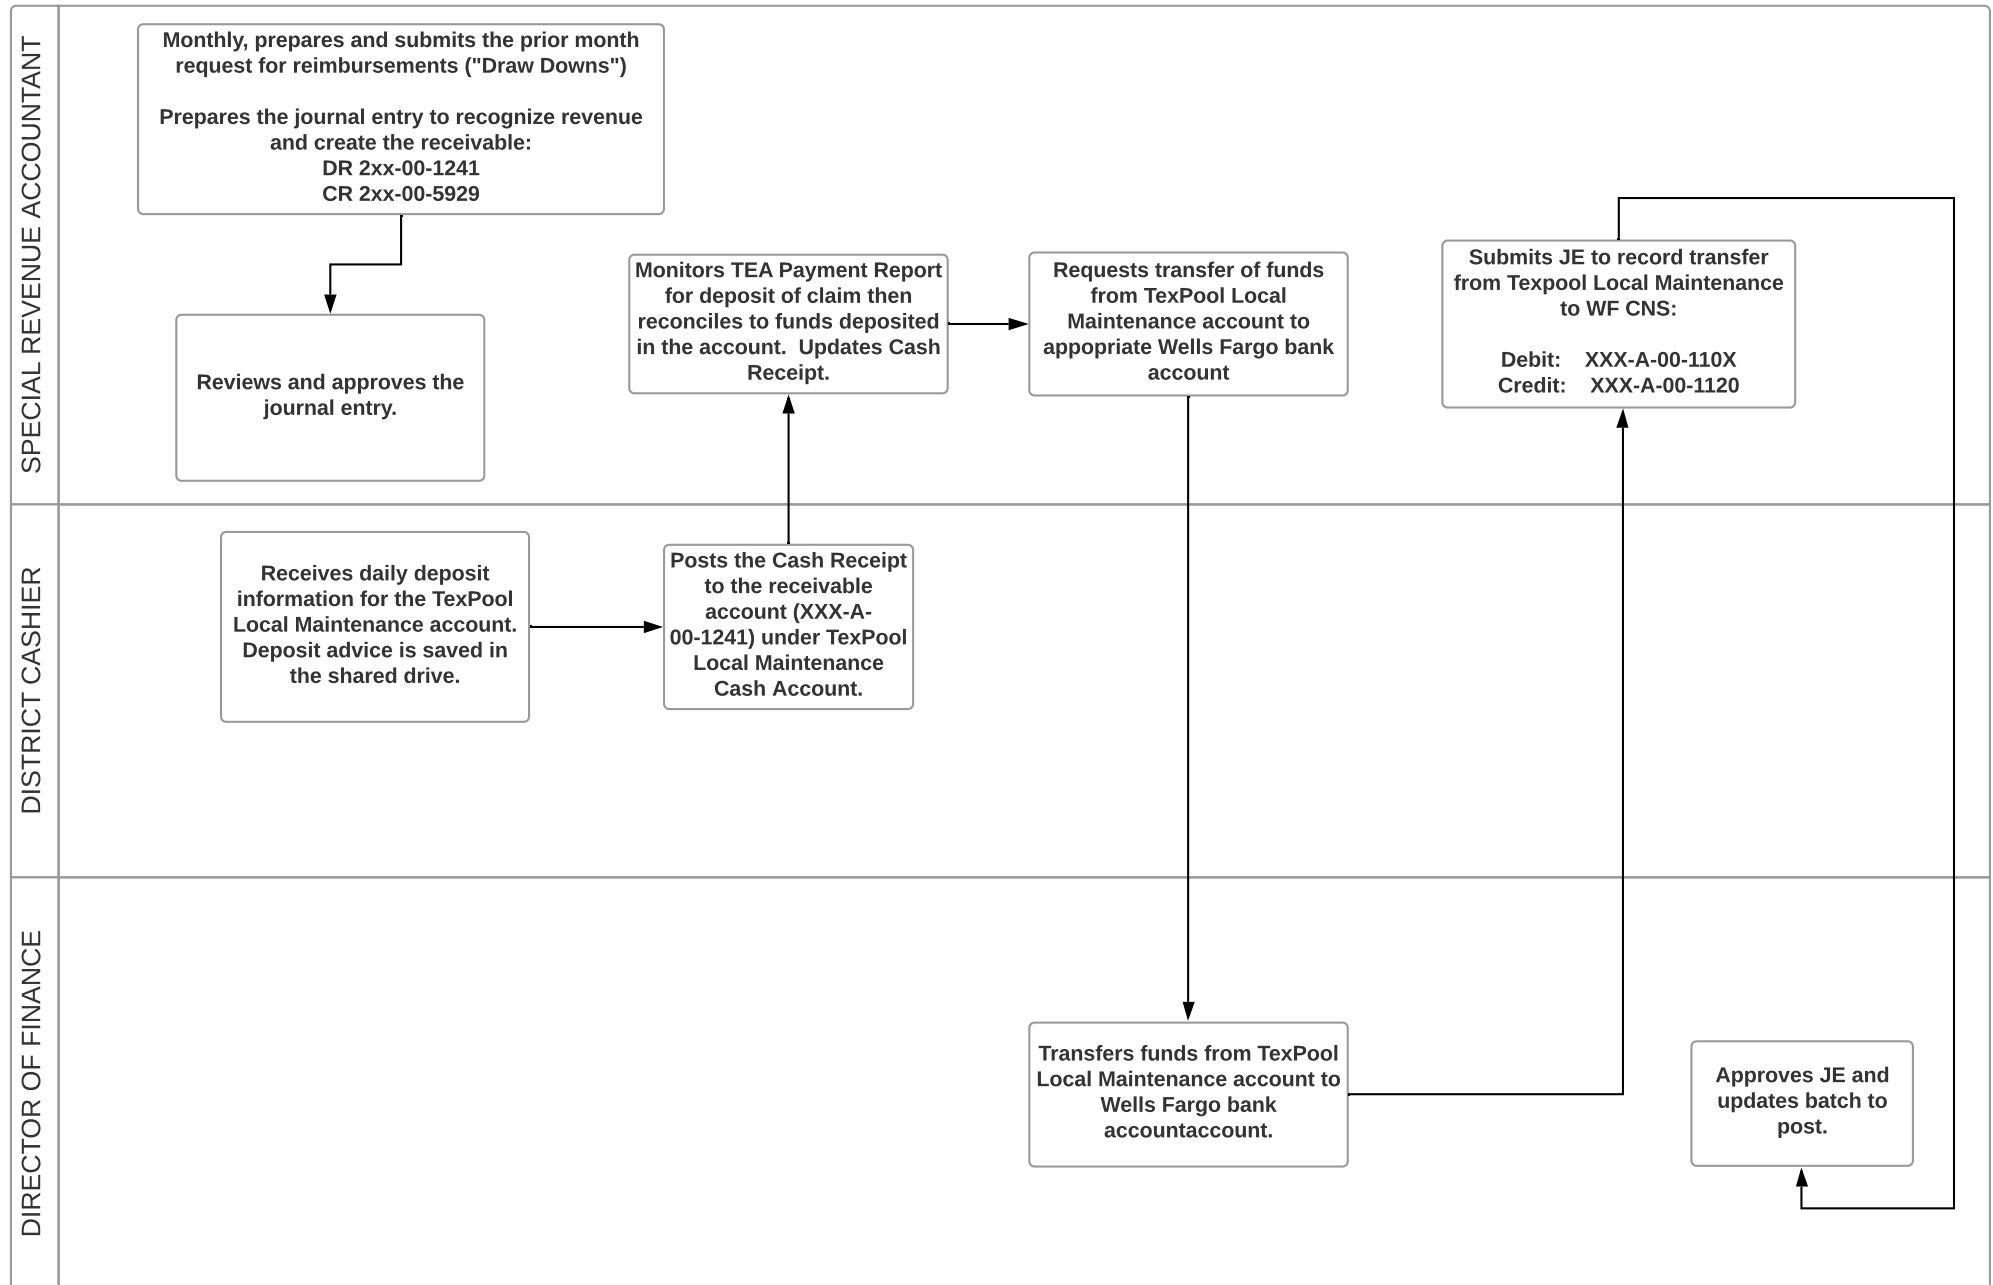 SPECIAL REVENUE ACCOUNTANT
Monthly, prepares and submits the prior month
request for reimbursements ("Draw Downs")
Prepares the journal entry to recognize revenue
and create the receivable:
DR 2xx-00-1241
CR 2xx-00-5929
Reviews and approves the
journal entry.
Monitors TEA Payment Report
for deposit of claim then
reconciles to funds deposited
in the account.  Updates Cash
Receipt.
Requests transfer of funds
from TexPool Local
Maintenance account to
appopriate Wells Fargo bank
account
Submits JE to record transfer
from Texpool Local Maintenance
to WF CNS:
Debit:    XXX-A-00-110X
Credit:    XXX-A-00-1120
DISTRICT CASHIER
Receives daily deposit
information for the TexPool
Local Maintenance account.
Deposit advice is saved in
the shared drive.
Posts the Cash Receipt
to the receivable
account (XXX-A-
00-1241) under TexPool
Local Maintenance
Cash Account.
DIRECTOR OF FINANCE
Transfers funds from TexPool
Local Maintenance account to
Wells Fargo bank
accountaccount.
Approves JE and
updates batch to
post.